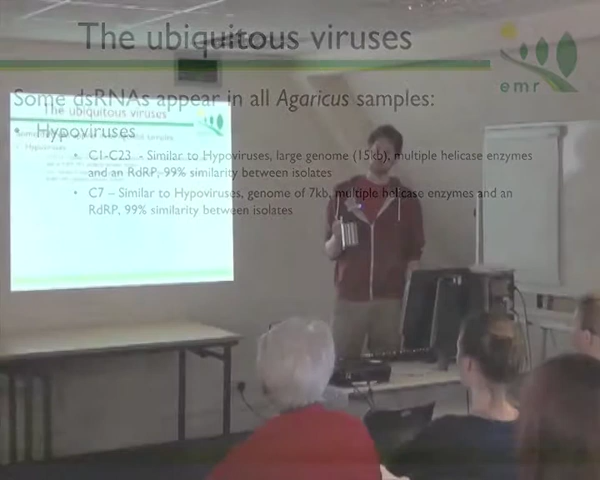 The ubiquitous viruses
emr
Some dsRNAs appear in all Agaricus samples:
• Hypoviruses
• C1-C23 - Similar to Hypoviruses, large genome (15kb), multiple helicase enzymes
and an RdRP, 99% similarity between isolates
• C7 – Similar to Hypoviruses, genome of 7kb, multiple helicase enzymes and an
RdRP, 99% similarity between isolates
The ubiquitous viruses